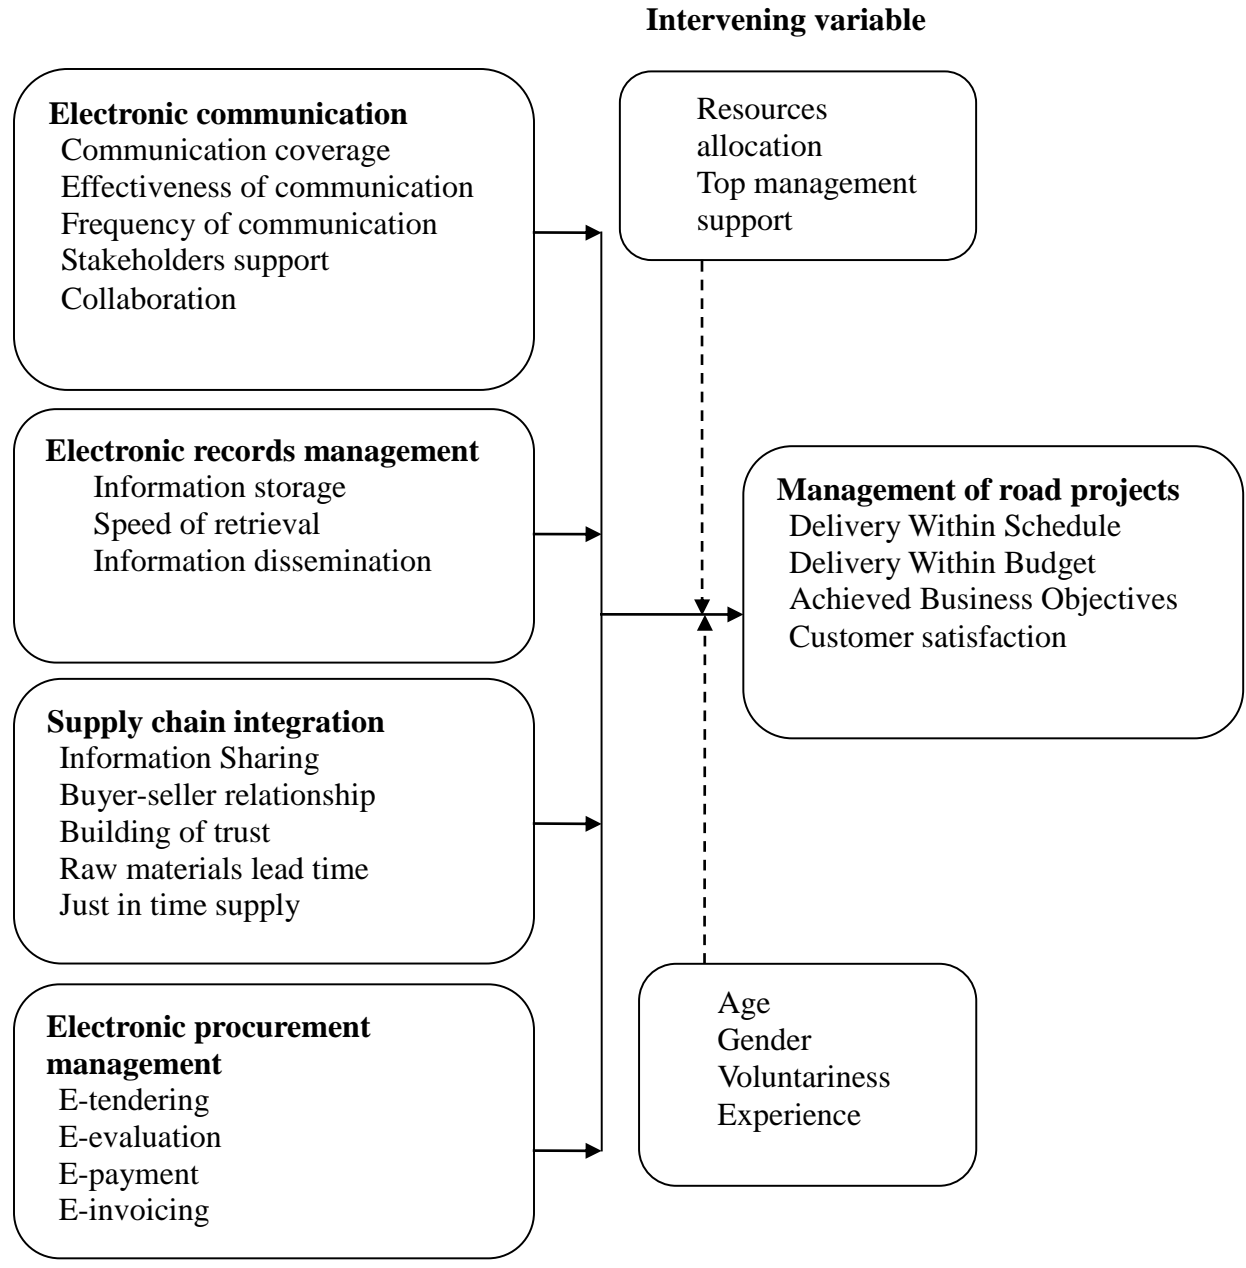 Intervening variable
Electronic communication
Communication coverage
Effectiveness of communication
Frequency of communication
Stakeholders support
Collaboration
Resources
allocation
Top management
support
Electronic records management
Information storage
Speed of retrieval
Information dissemination
Management of road projects
Delivery Within Schedule
Delivery Within Budget
Achieved Business Objectives
Customer satisfaction
Supply chain integration
Information Sharing
Buyer-seller relationship
Building of trust
Raw materials lead time
Just in time supply
Electronic procurement
management
E-tendering
E-evaluation
E-payment
E-invoicing
Age
Gender
Voluntariness
Experience